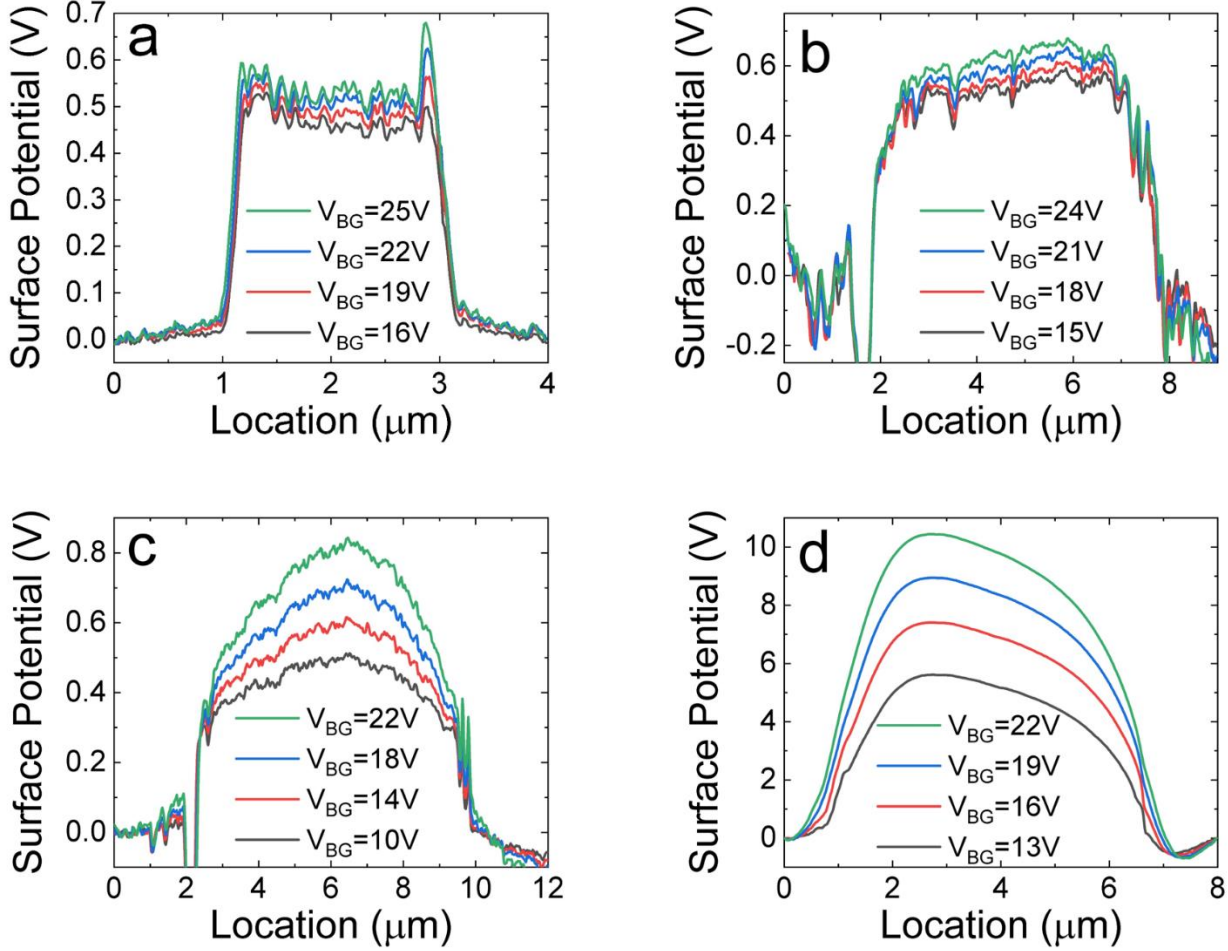 a
Surface Potential (V)
0.7
0.6
0.5
0.4
0.3
0.2
0.1
0.0
V_BG=25V
V_BG=22V
V_BG=19V
V_BG=16V
0 1 2 3 4
Location (μm)
b
Surface Potential (V)
0.6
0.4
0.2
0.0
-0.2
V_BG=24V
V_BG=21V
V_BG=18V
V_BG=15V
0 2 4 6 8
Location (μm)
c
Surface Potential (V)
0.8
0.6
0.4
0.2
0.0
V_BG=22V
V_BG=18V
V_BG=14V
V_BG=10V
0 2 4 6 8 10 12
Location (μm)
d
Surface Potential (V)
10
8
6
4
2
0
V_BG=22V
V_BG=19V
V_BG=16V
V_BG=13V
0 2 4 6 8
Location (μm)